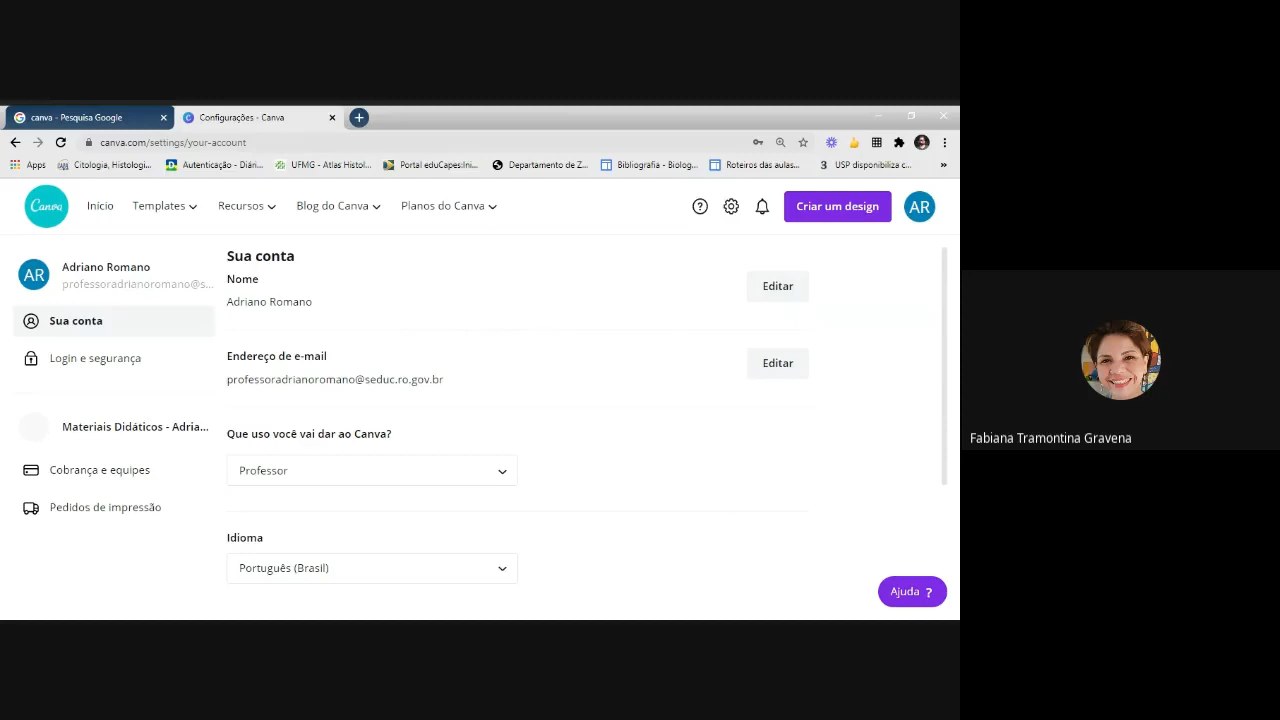 canva - Pesquisa Google
Configurações - Canva
canva.com/settings/your-account
Apps
Citologia, Histologi...
Autenticação - Diári...
UFMG - Atlas Histol...
Portal eduCapes:Ini...
Departamento de Z...
Bibliografia – Biolog...
Roteiros das aulas...
3 USP disponibiliza c...
»
Canva
Início
Templates
Recursos
Blog do Canva
Planos do Canva
Criar um design
AR
AR
Adriano Romano
professoradrianoromano@s...
Sua conta
Login e segurança
Materiais Didáticos - Adria...
Cobrança e equipes
Pedidos de impressão
Sua conta
Nome
Adriano Romano
Editar
Endereço de e-mail
professoradrianoromano@seduc.ro.gov.br
Editar
Que uso você vai dar ao Canva?
Professor
Idioma
Português (Brasil)
Ajuda ?
Fabiana Tramontina Gravena